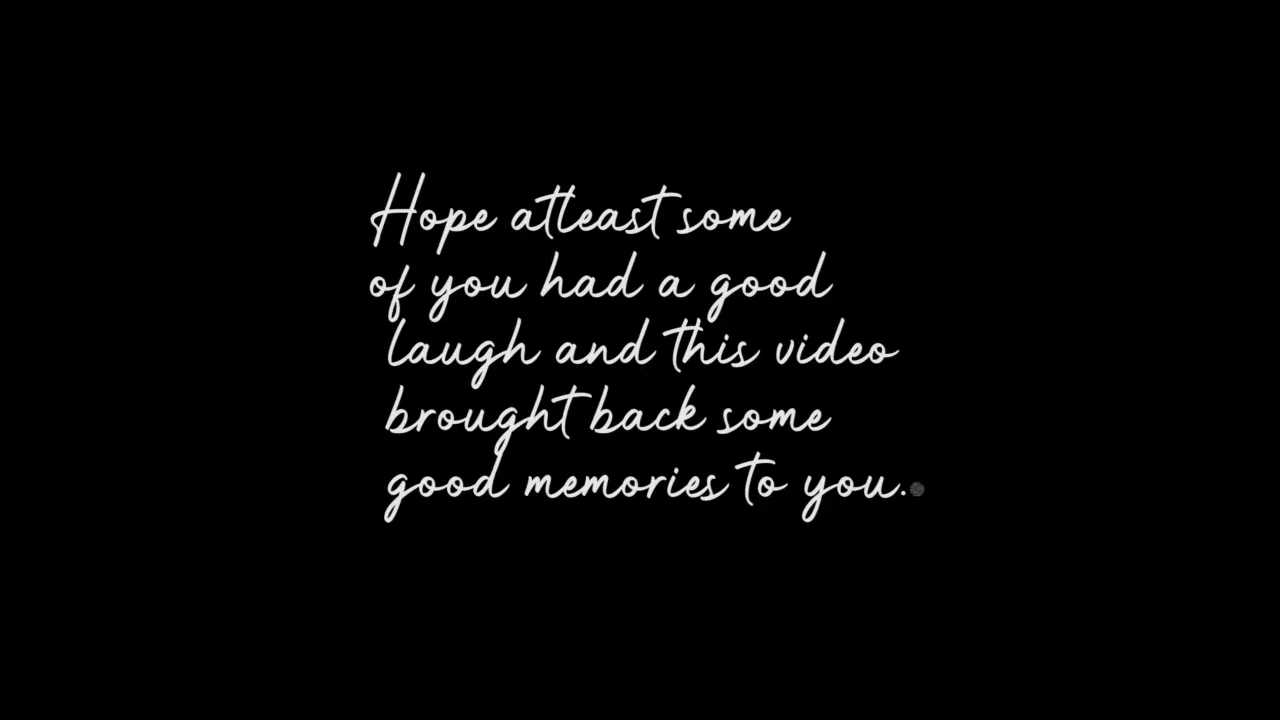 Hope atleast some
of you had a good
laugh and this video
brought back some
good memories to you.